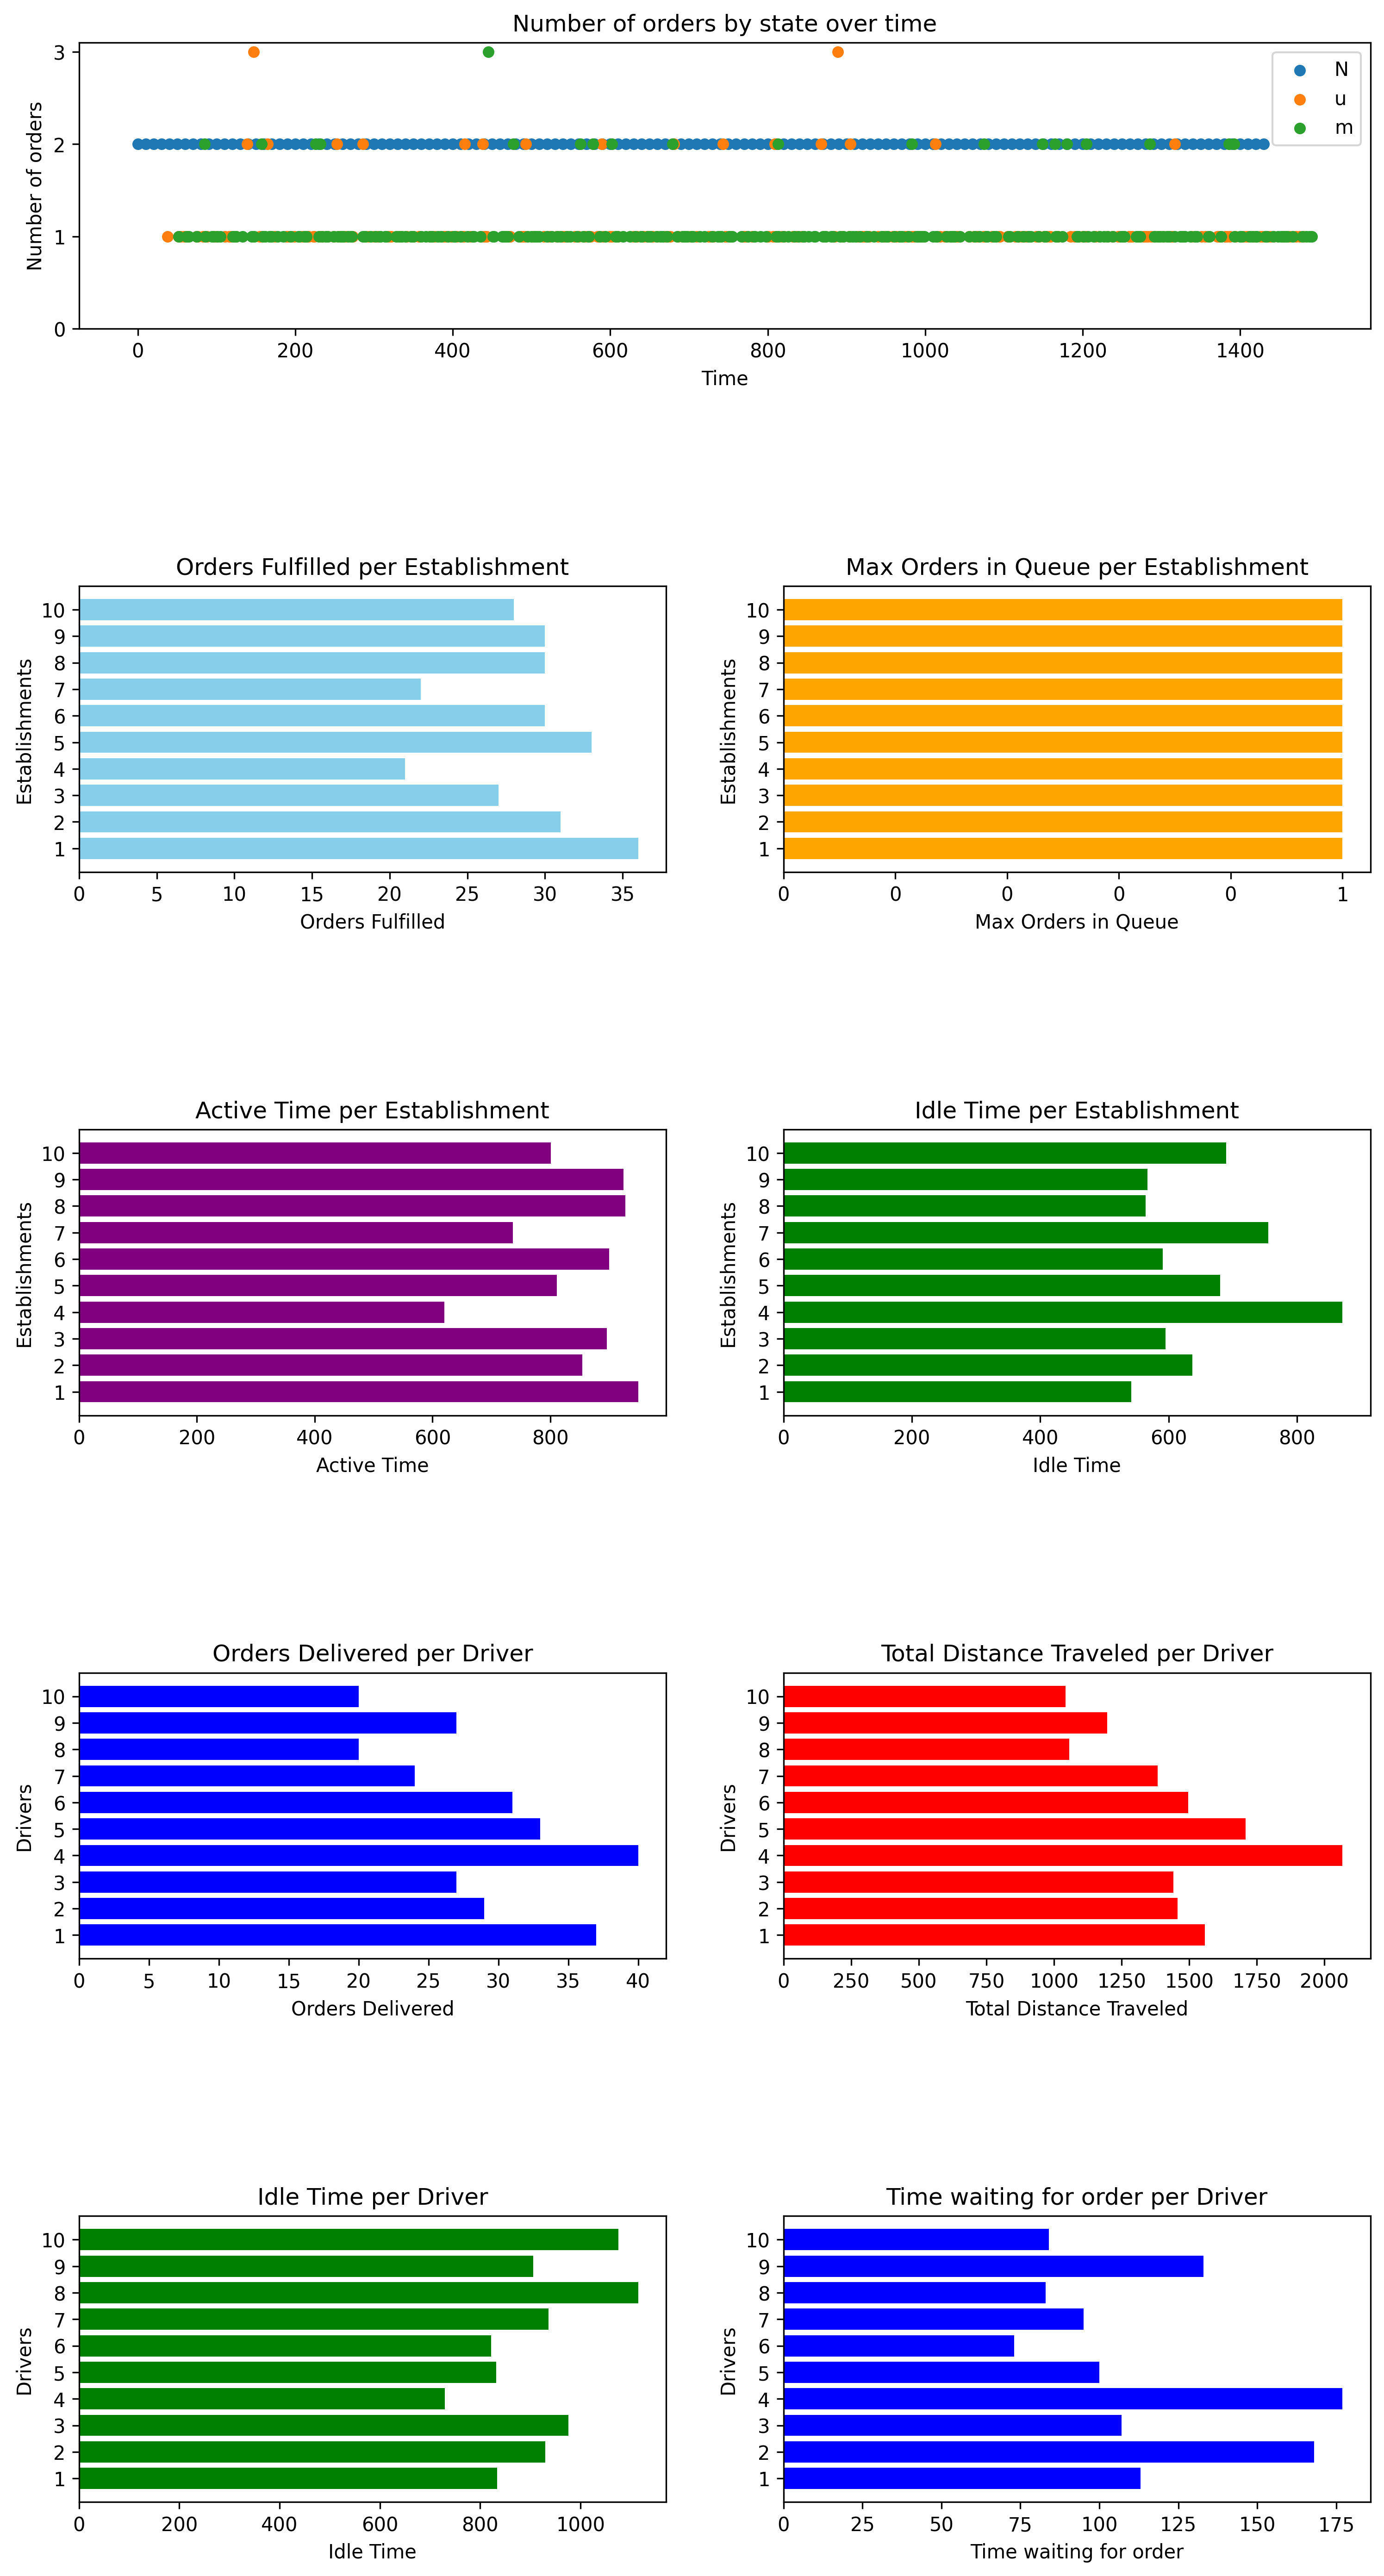 Number of orders by state over time
Number of orders
3
2
1
0
N
u
m
0 200 400 600 800 1000 1200 1400
Time
Orders Fulfilled per Establishment
Establishments
10
9
8
7
6
5
4
3
2
1
0 5 10 15 20 25 30 35
Orders Fulfilled
Max Orders in Queue per Establishment
Establishments
10
9
8
7
6
5
4
3
2
1
0 0 0 0 0 1
Max Orders in Queue
Active Time per Establishment
Establishments
10
9
8
7
6
5
4
3
2
1
0 200 400 600 800
Active Time
Idle Time per Establishment
Establishments
10
9
8
7
6
5
4
3
2
1
0 200 400 600 800
Idle Time
Orders Delivered per Driver
Drivers
10
9
8
7
6
5
4
3
2
1
0 5 10 15 20 25 30 35 40
Orders Delivered
Total Distance Traveled per Driver
Drivers
10
9
8
7
6
5
4
3
2
1
0 250 500 750 1000 1250 1500 1750 2000
Total Distance Traveled
Idle Time per Driver
Drivers
10
9
8
7
6
5
4
3
2
1
0 200 400 600 800 1000
Idle Time
Time waiting for order per Driver
Drivers
10
9
8
7
6
5
4
3
2
1
0 25 50 75 100 125 150 175
Time waiting for order